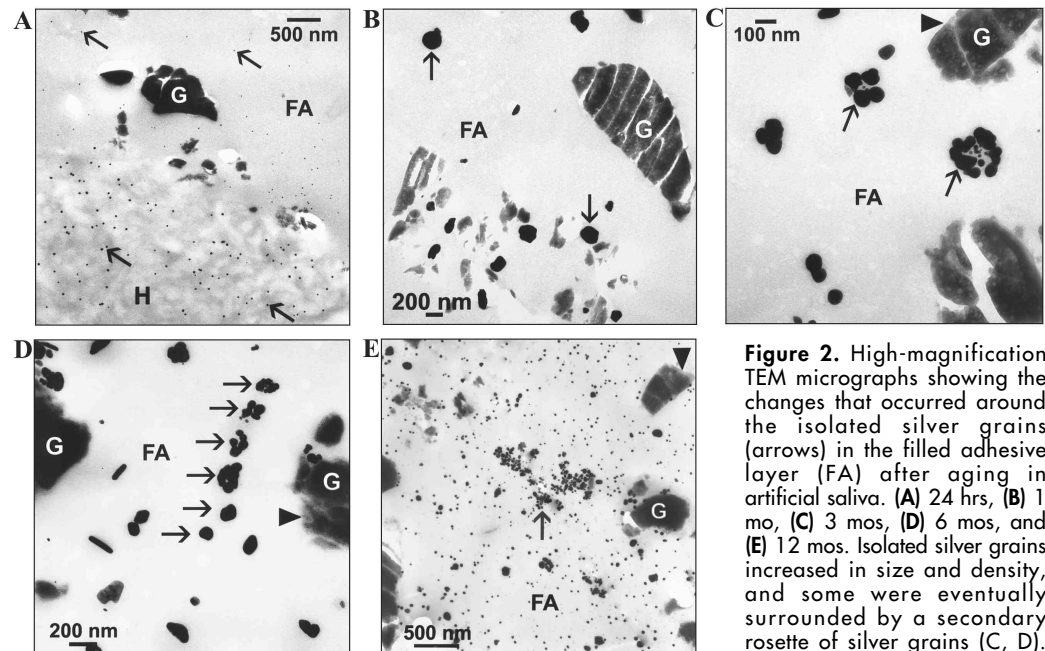 A
500 nm
G
FA
H
B
FA
G
200 nm
C
100 nm
G
FA
D
G
FA
G
200 nm
E
G
FA
500 nm
Figure 2. High-magnification
TEM micrographs showing the
changes that occurred around
the isolated silver grains
(arrows) in the filled adhesive
layer (FA) after aging in
artificial saliva. (A) 24 hrs, (B) 1
mo, (C) 3 mos, (D) 6 mos, and
(E) 12 mos. Isolated silver grains
increased in size and density,
and some were eventually
surrounded by a secondary
rosette of silver grains (C, D).